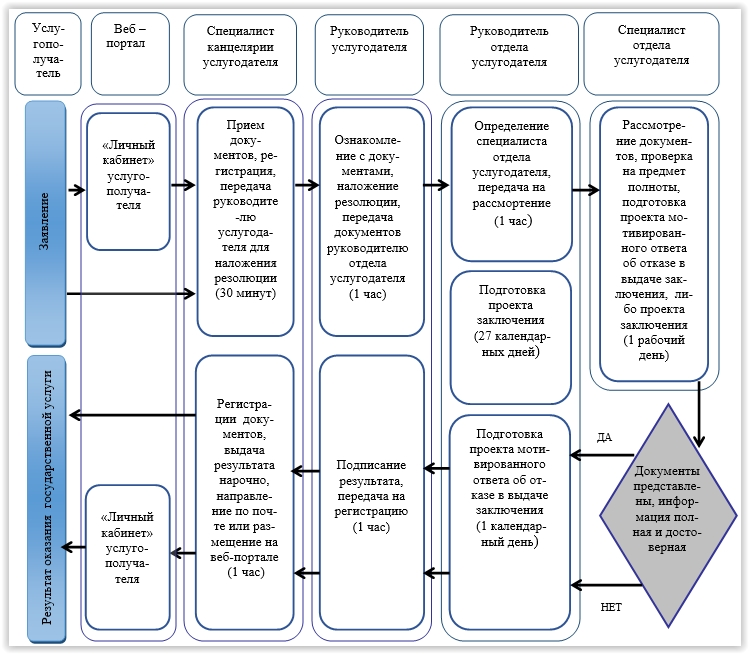 Услу-
гопо-
луча-
тель
Веб –
портал
Специалист
канцелярии
услугодателя
Руководитель
услугодателя
Руководитель
отдела
услугодателя
Специалист
отдела
услугодателя
Заявление
«Личный
кабинет»
услуго-
получа-
теля
Прием
доку-
ментов, ре-
гистрация,
передача
руководите
-лю
услугода-
теля для
наложения
резолюции
(30 минут)
Ознакомле-
ние с доку-
ментами,
наложение
резолюции,
передача
документов
руководителю
отдела
услугодателя
(1 час)
Определение
специалиста
отдела
услугодателя,
передача на
рассмортение
(1 час)
Рассмотре-
ние докумен-
тов, проверка
на предмет
полноты,
подготовка
проекта мо-
тивированно-
го ответа
об отказе в
выдаче зак-
лючения, ли-
бо проекта
заключения
(1 рабочий
день)
Подготовка
проекта
заключения
(27 календар-
ных дней)
Результат оказания государственной услуги
«Личный
кабинет»
услуго-
получа-
теля
Регистра-
ции доку-
ментов,
выдача
результата
нарочно,
направле-
ние по поч-
те или раз-
мещение на
веб-портале
(1 час)
Подписание
результата,
передача на
регистрацию
(1 час)
Подготовка
проекта моти-
вированного
ответа об от-
казе в выдаче
заключения
(1 календар-
ный день)
ДА
Документы
представле-
ны, инфор-
мация пол-
ная и досто-
верная
НЕТ